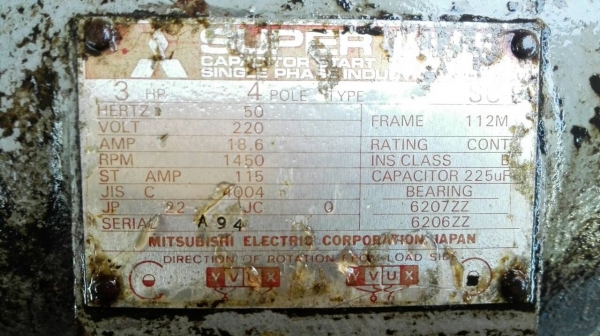 SUPER LINE
CAPACITOR START
SINGLE PHASE INDU
3 HP 4 POLE TYPE SC
HERTZ 50
VOLT 220
AMP 18.6
RPM 1450
ST AMP 115
JIS C 4004
JP 22 JC 0
SERIAL A94
FRAME 112M
RATING CONT
INS CLASS
CAPACITOR 225uF
BEARING
6207ZZ
6206ZZ
MITSUBISHI ELECTRIC CORPORATION JAPAN
DIRECTION OF ROTATION FROM LOAD SIDE
Y V U X Y V U X